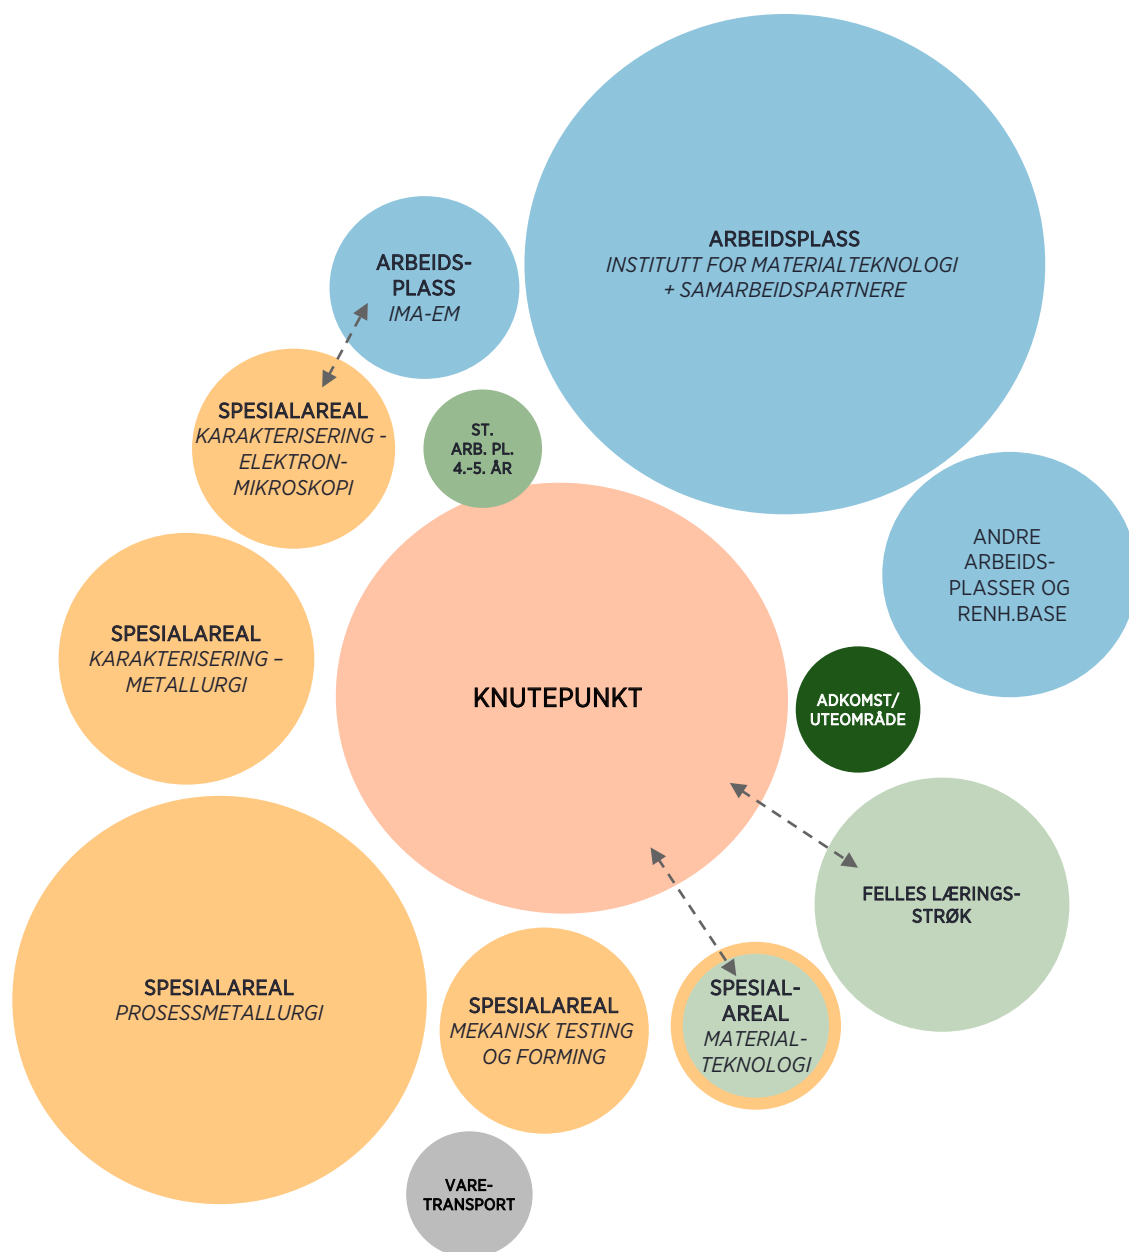 ARBEIDSPLASS
INSTITUTT FOR MATERIALTEKNOLOGI
+ SAMARBEIDSPARTNERE
ARBEIDS-
PLASS
IMA-EM
SPESIALAREAL
KARAKTERISERING -
ELEKTRON-
MIKROSKOPI
ST.
ARB. PL.
4.-5. ÅR
ANDRE
ARBEIDS-
PLASSER OG
RENH.BASE
SPESIALAREAL
KARAKTERISERING –
METALLURGI
KNUTEPUNKT
ADKOMST/
UTEOMRÅDE
FELLES LÆRINGS-
STRØK
SPESIALAREAL
PROSESSMETALLURGI
SPESIALAREAL
MEKANISK TESTING
OG FORMING
SPESIAL-
AREAL
MATERIAL-
TEKNOLOGI
VARE-
TRANSPORT